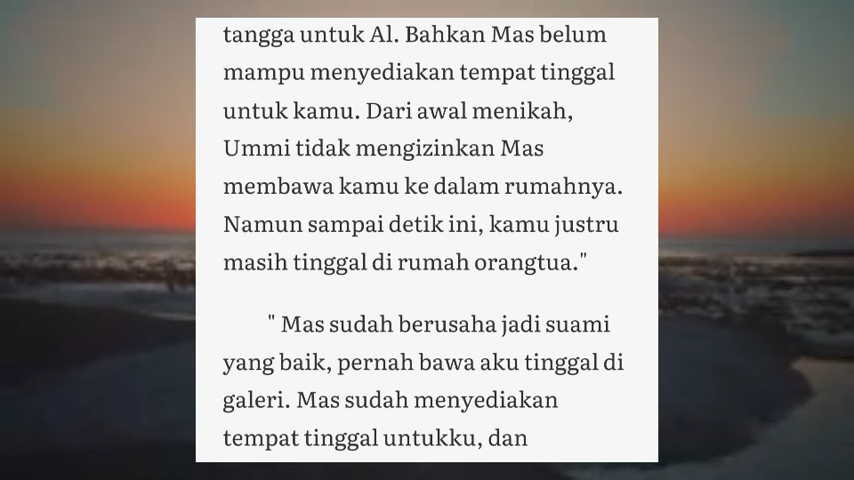 tangga untuk Al. Bahkan Mas belum
mampu menyediakan tempat tinggal
untuk kamu. Dari awal menikah,
Ummi tidak mengizinkan Mas
membawa kamu ke dalam rumahnya.
Namun sampai detik ini, kamu justru
masih tinggal di rumah orangtua."
" Mas sudah berusaha jadi suami
yang baik, pernah bawa aku tinggal di
galeri. Mas sudah menyediakan
tempat tinggal untukku, dan